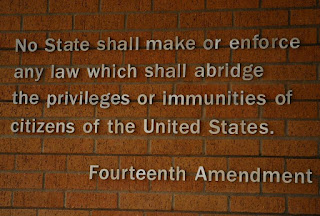 No State shall make or enforce
any law which shall abridge
the privileges or immunities of
citizens of the United States.
Fourteenth Amendment